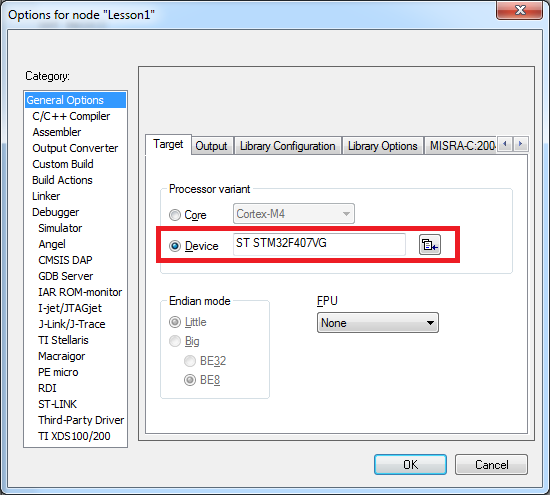 Options for node "Lesson1"
Category:
General Options
C/C++ Compiler
Assembler
Output Converter
Custom Build
Build Actions
Linker
Debugger
Simulator
Angel
CMSIS DAP
GDB Server
IAR ROM-monitor
I-jet/JTAGjet
J-Link/J-Trace
TI Stellaris
Macraigor
PE micro
RDI
ST-LINK
Third-Party Driver
TI XDS100/200
Target Output Library Configuration Library Options MISRA-C:200
Processor variant
Core Cortex-M4
Device ST STM32F407VG
Endian mode
Little
Big
BE32
BE8
FPU
None
OK Cancel